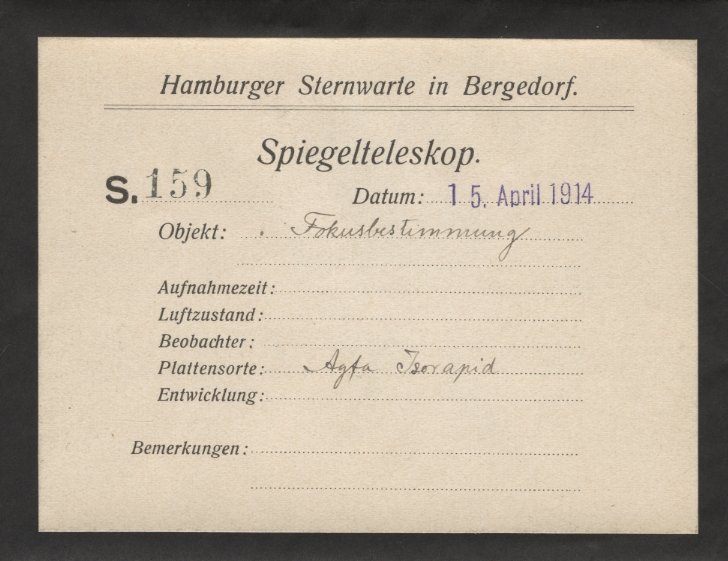 Hamburger Sternwarte in Bergedorf.
Spiegelteleskop.
S. 159
Datum: 15. April 1914
Objekt: Fokusbestimmung
Aufnahmezeit:
Luftzustand:
Beobachter:
Plattensorte: Agfa Isorapid
Entwicklung:
Bemerkungen: